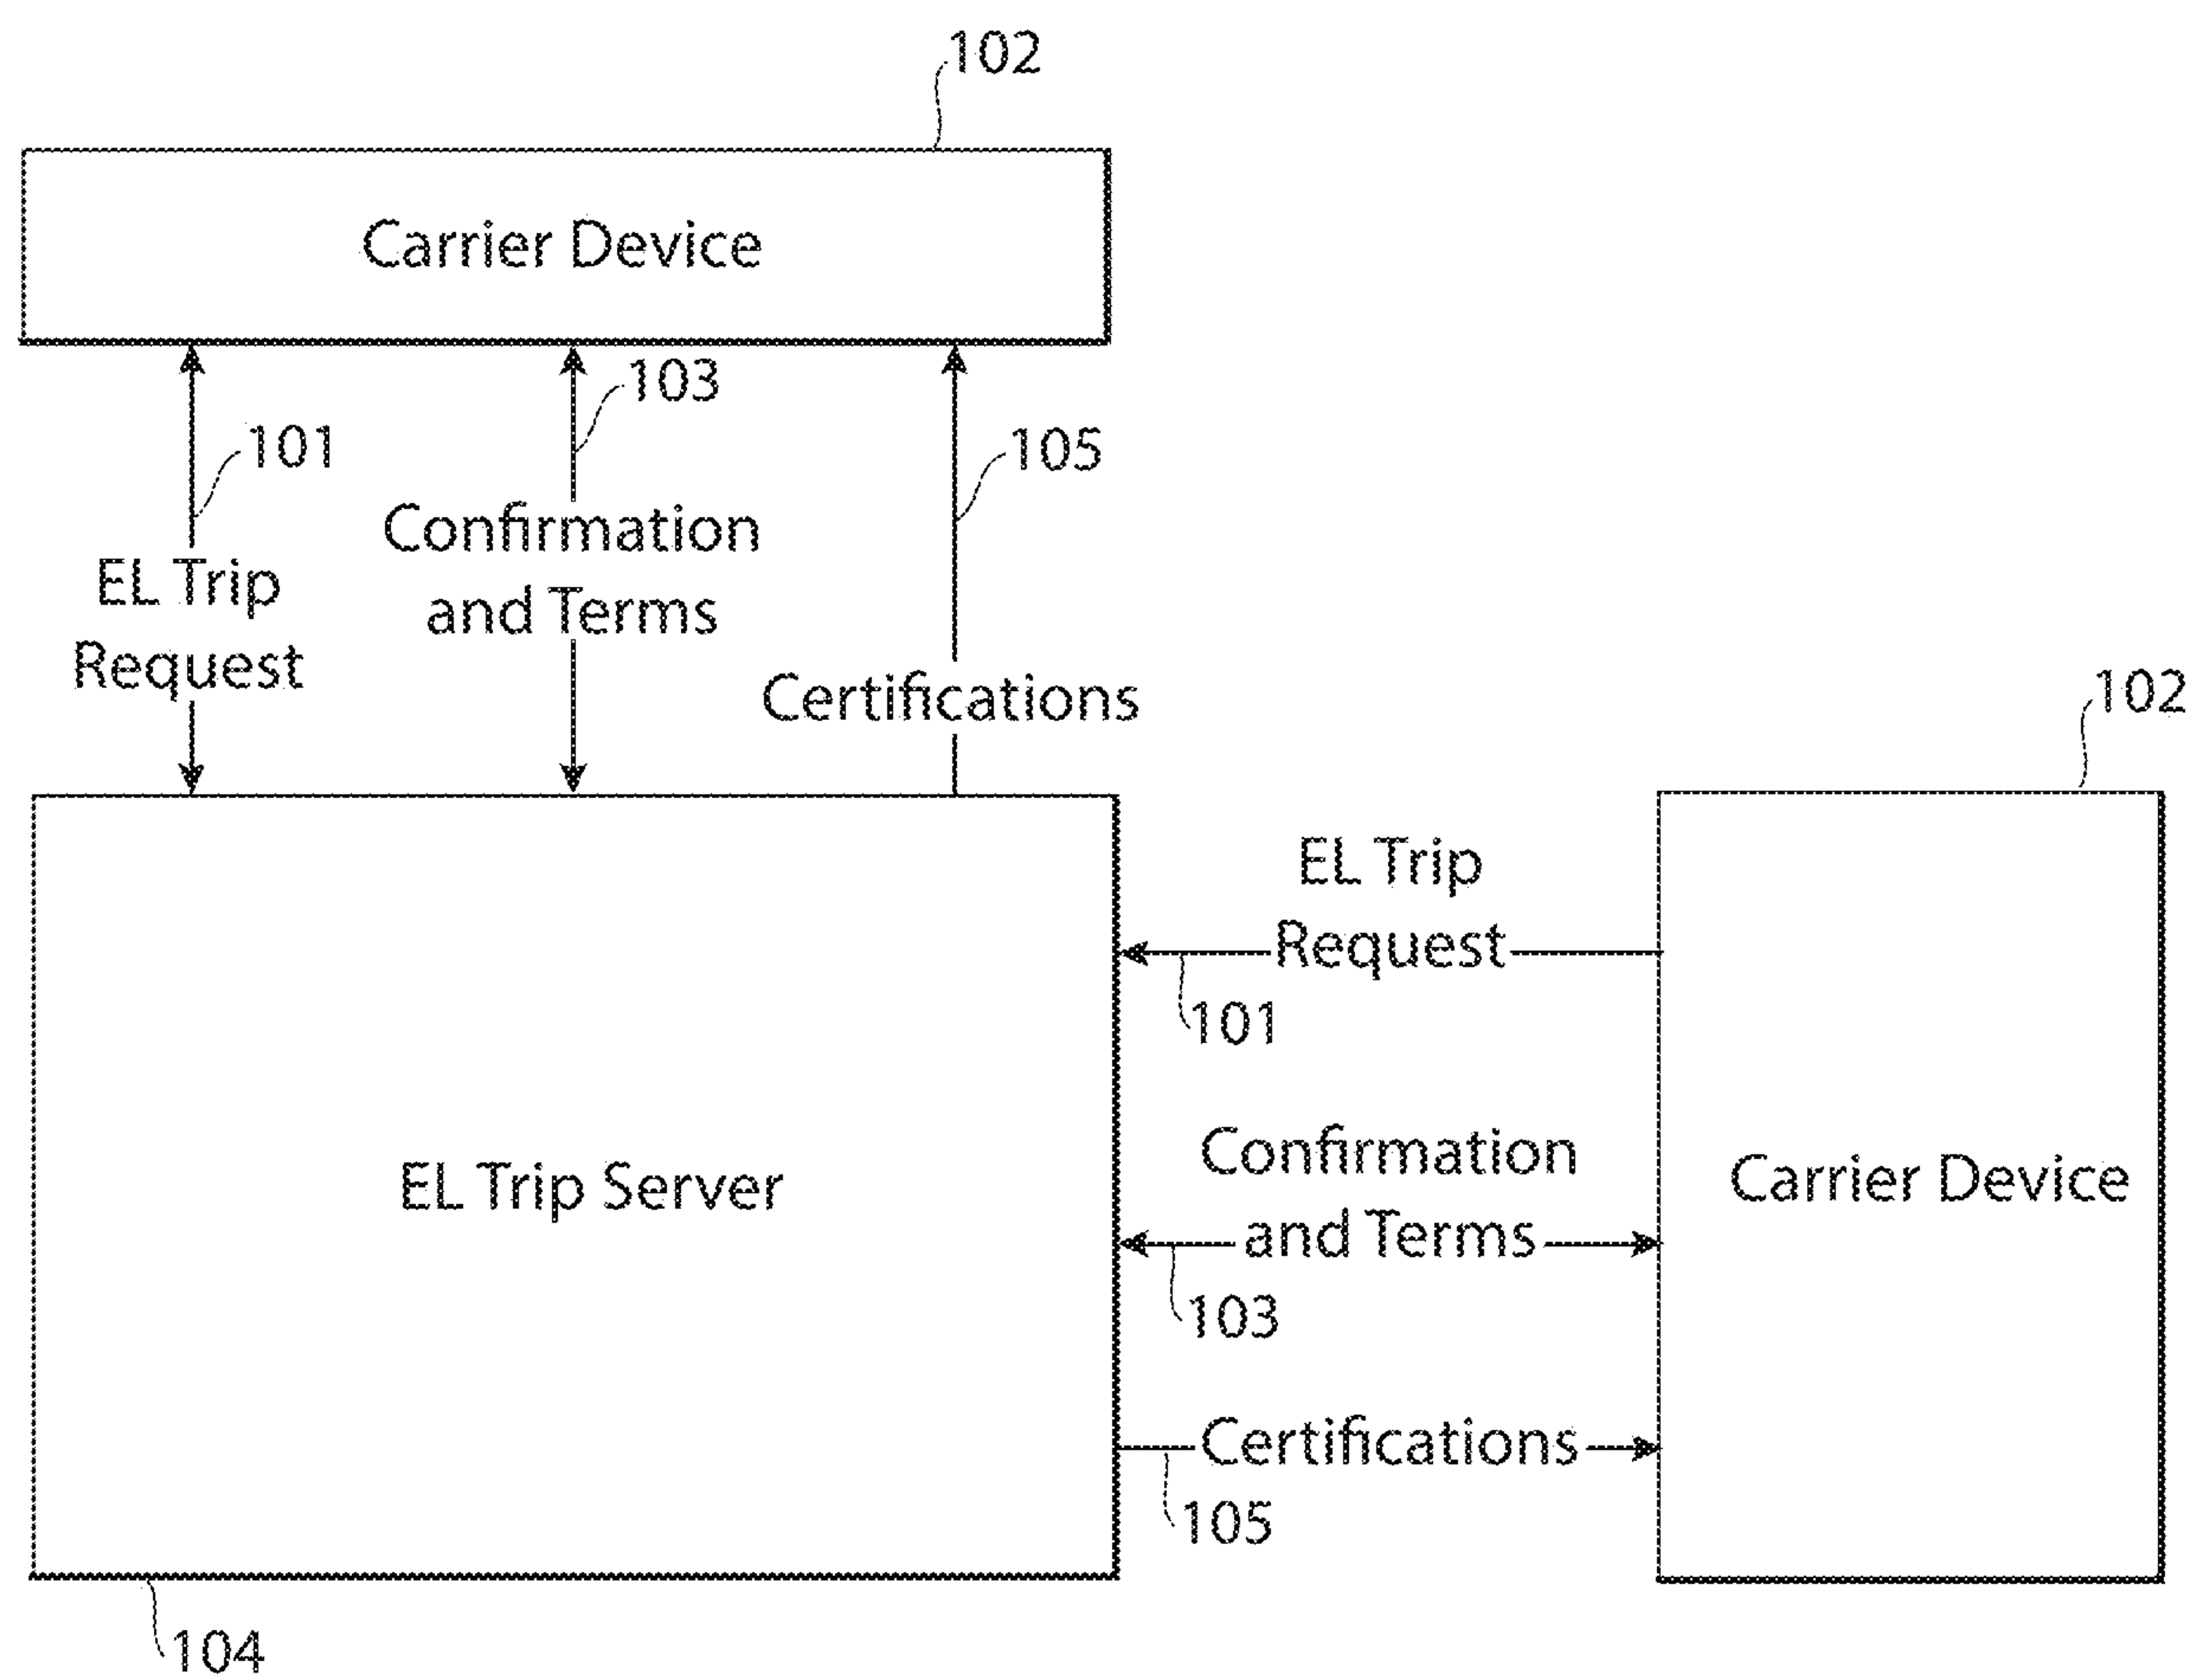 102
Carrier Device
103
101
105
Confirmation
and Terms
EL Trip
Request
Certifications
102
EL Trip
Request
101
Confirmation
and Terms
103
Certifications
105
EL Trip Server
Carrier Device
104